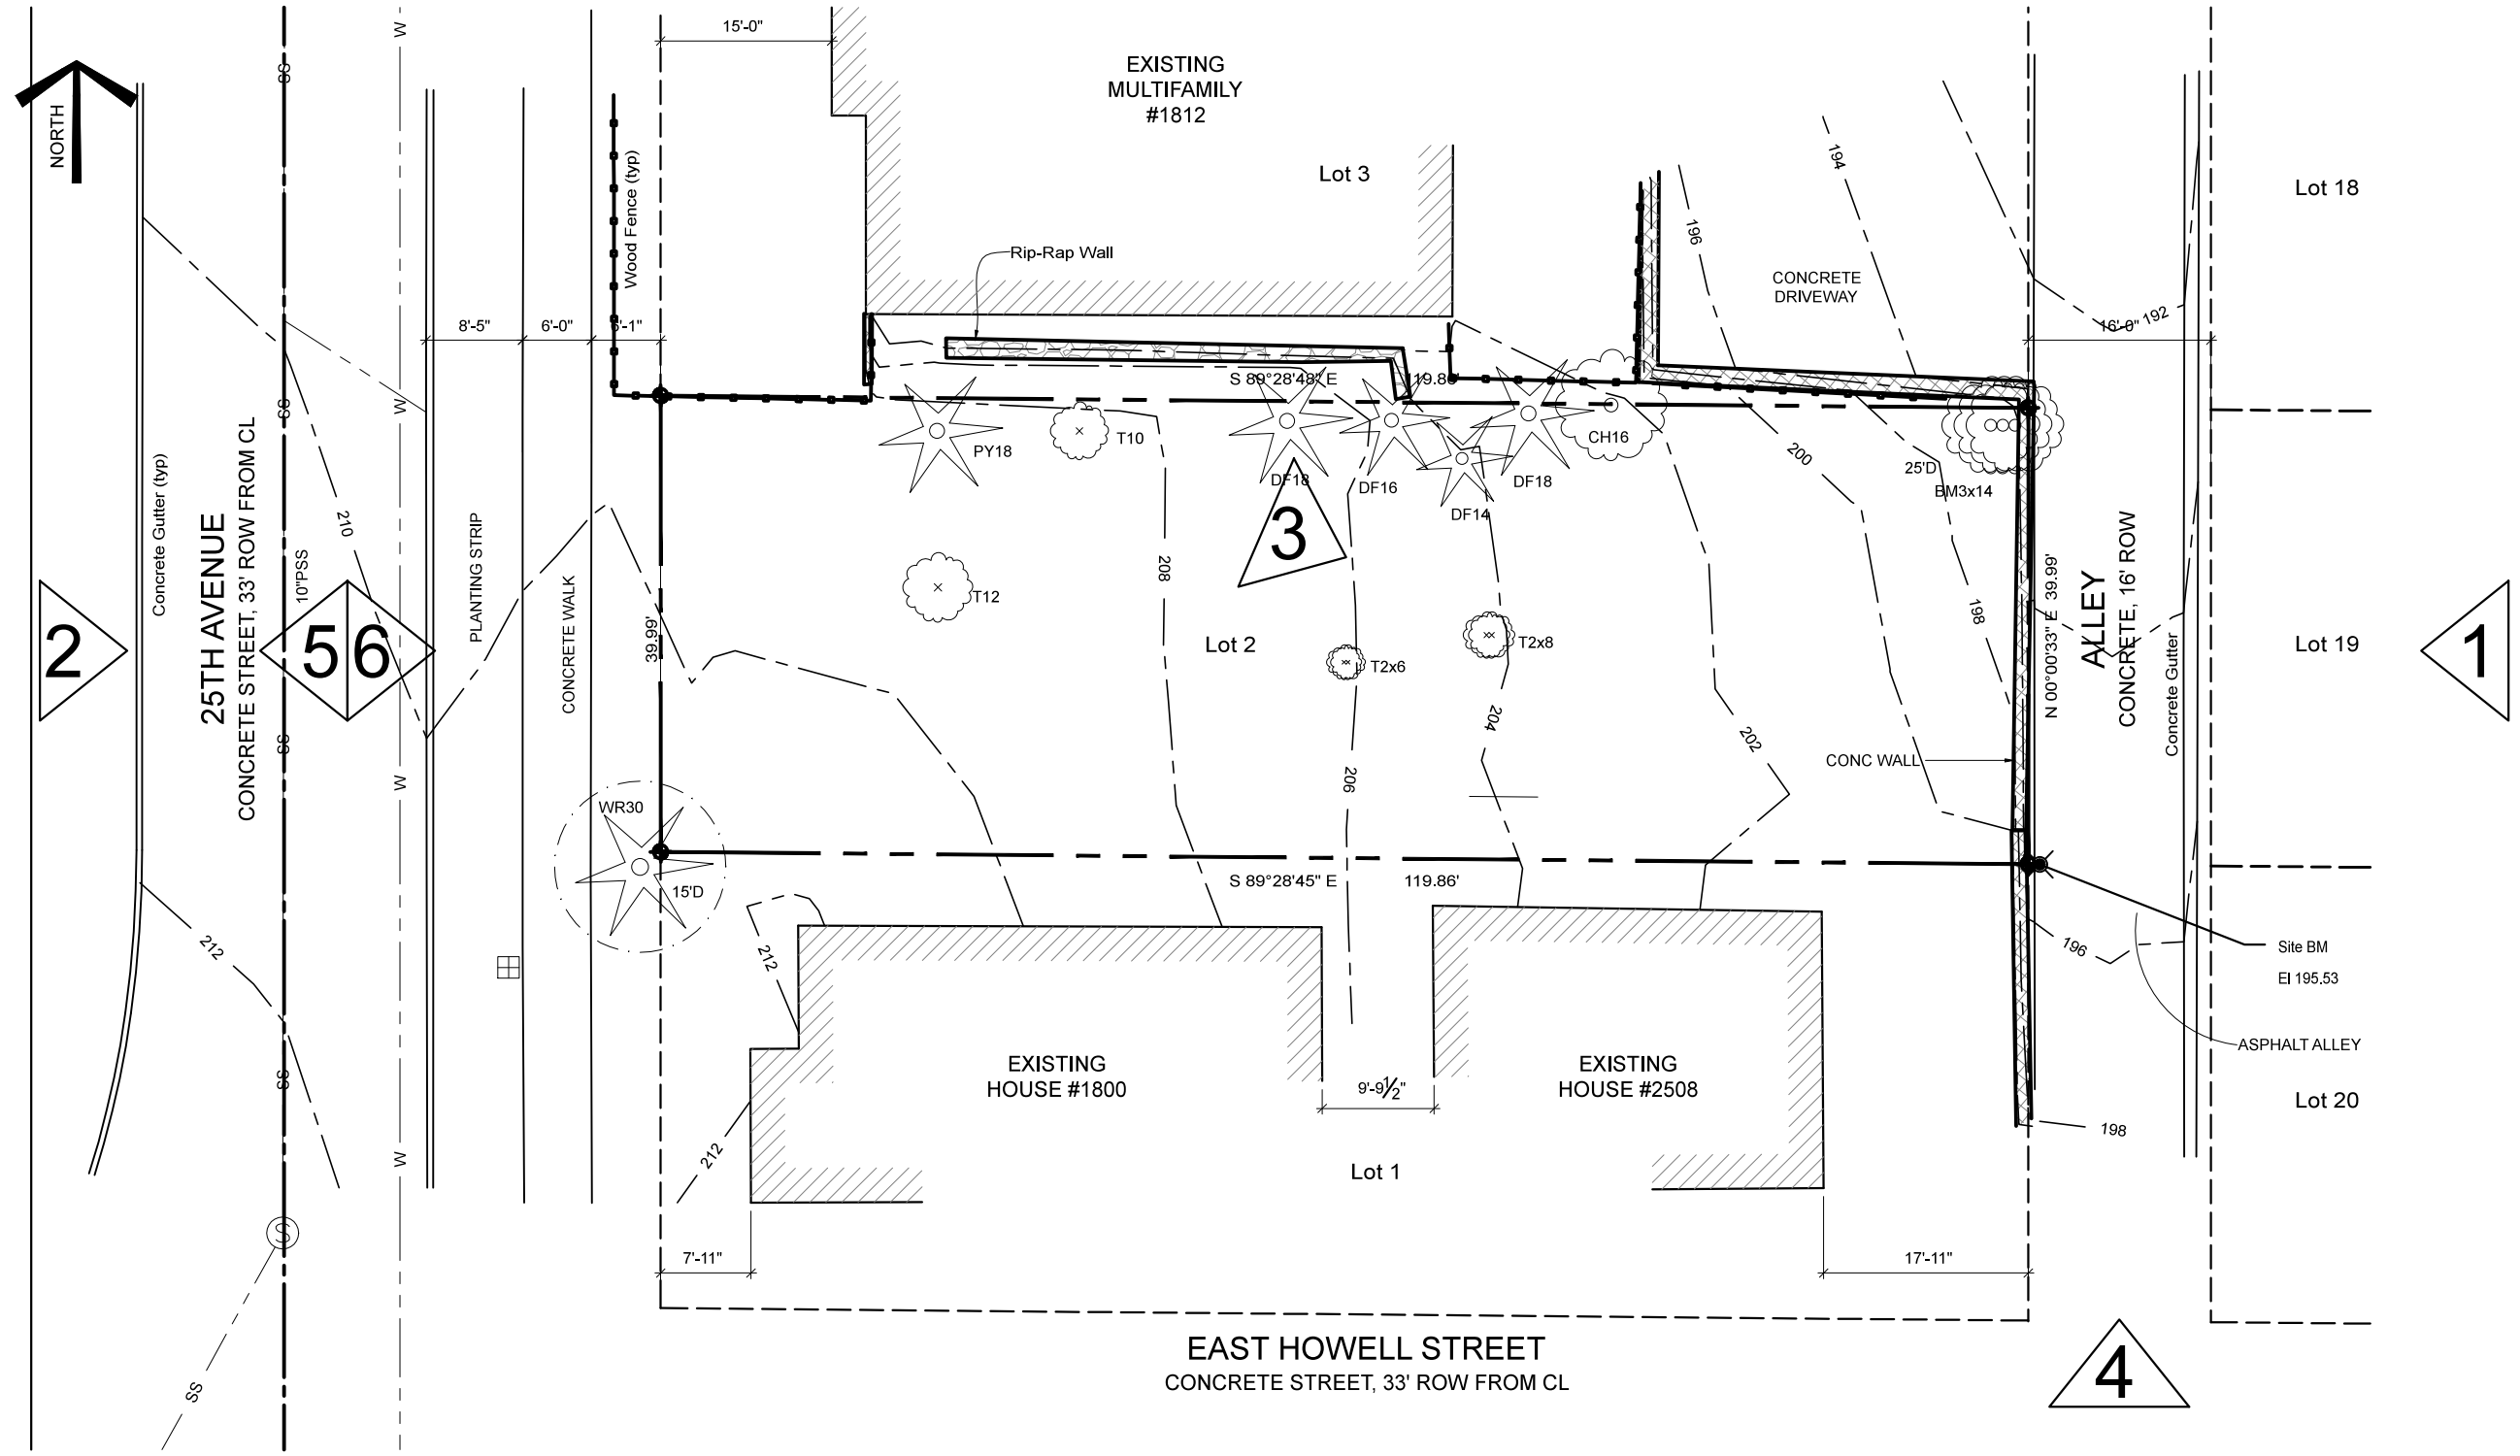 15'-0"
EXISTING
MULTIFAMILY
#1812
Lot 3
Lot 18
NORTH
SS
W
Wood Fence (typ)
Rip-Rap Wall
194
196
CONCRETE
DRIVEWAY
192
16'-0"
8'-5"
6'-0"
6'-1"
S 89°28'48" E
119.86'
SS
W
PY18
T10
DF18
DF16
DF14
DF18
CH16
200
25'D
BM3x14
Concrete Gutter (typ)
25TH AVENUE
CONCRETE STREET, 33' ROW FROM CL
10"PSS
210
PLANTING STRIP
CONCRETE WALK
39.99'
T12
208
3
Lot 2
T2x6
T2x8
198
N 00°00'33" E 39.99'
ALLEY
CONCRETE, 16' ROW
Concrete Gutter
Lot 19
1
2
5
6
SS
W
206
204
202
CONC WALL
WR30
15'D
S 89°28'45" E
119.86'
212
212
196
Site BM
El 195.53
ASPHALT ALLEY
EXISTING
HOUSE #1800
9'-9½"
EXISTING
HOUSE #2508
SS
W
212
198
Lot 20
Lot 1
S
7'-11"
17'-11"
EAST HOWELL STREET
CONCRETE STREET, 33' ROW FROM CL
SS
4